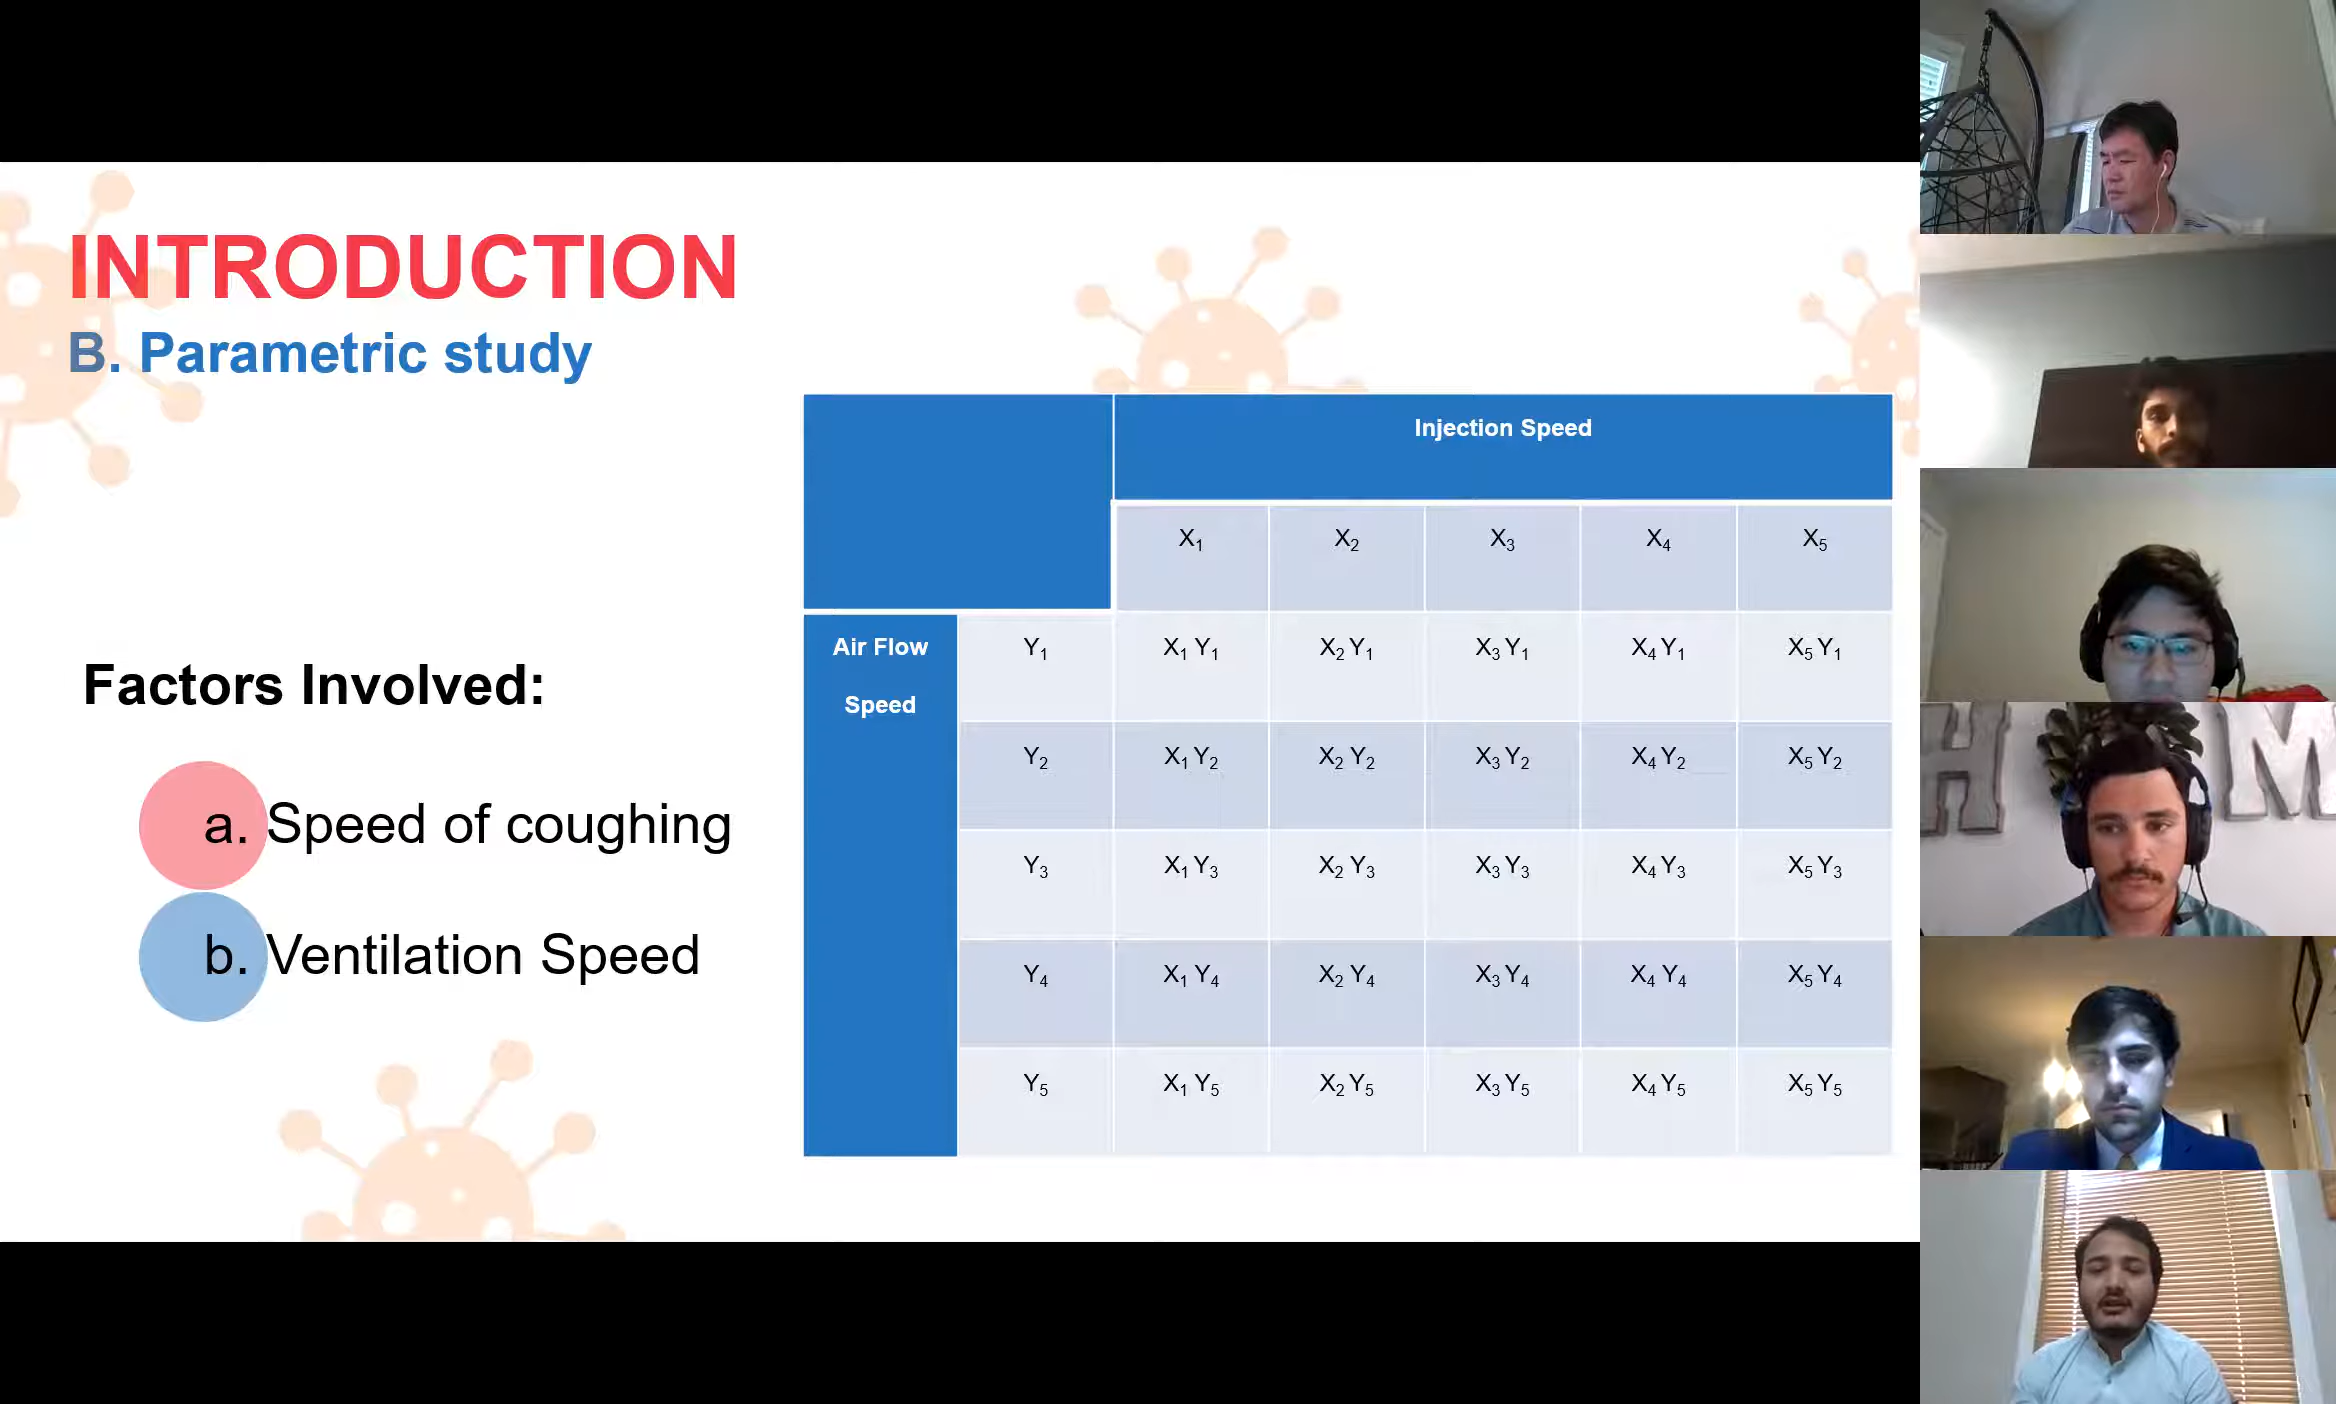 INTRODUCTION
B. Parametric study
Factors Involved:
a. Speed of coughing
b. Ventilation Speed
Injection Speed
X1 X2 X3 X4 X5
Air Flow
Speed
Y1 X1 Y1 X2 Y1 X3 Y1 X4 Y1 X5 Y1
Y2 X1 Y2 X2 Y2 X3 Y2 X4 Y2 X5 Y2
Y3 X1 Y3 X2 Y3 X3 Y3 X4 Y3 X5 Y3
Y4 X1 Y4 X2 Y4 X3 Y4 X4 Y4 X5 Y4
Y5 X1 Y5 X2 Y5 X3 Y5 X4 Y5 X5 Y5
H M